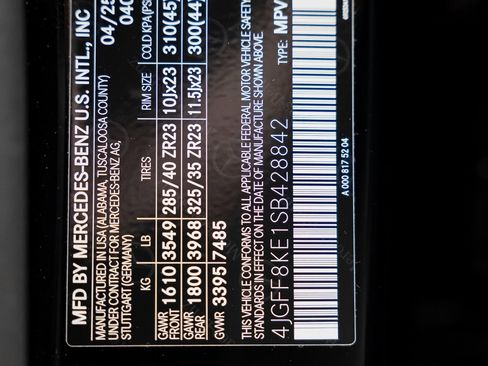 MFD BY MERCEDES-BENZ U.S. INTL., INC
04/25
MANUFACTURED IN USA (ALABAMA, TUSCALOOSA COUNTY)
UNDER CONTRACT FOR MERCEDES-BENZ AG,
STUTTGART (GERMANY)
040
KG LB TIRES RIM SIZE COLD KPA/(PSI
GAWR FRONT 1610 3549 285/40 ZR23 10Jx23 310(45)
GAWR REAR 1800 3968 325/35 ZR23 11.5Jx23 300(44)
GVWR 3395 7485
THIS VEHICLE CONFORMS TO ALL APPLICABLE FEDERAL MOTOR VEHICLE SAFETY
STANDARDS IN EFFECT ON THE DATE OF MANUFACTURE SHOWN ABOVE.
4JGFF8KE1SB428842 TYPE: MPV
A 000 817 52 04